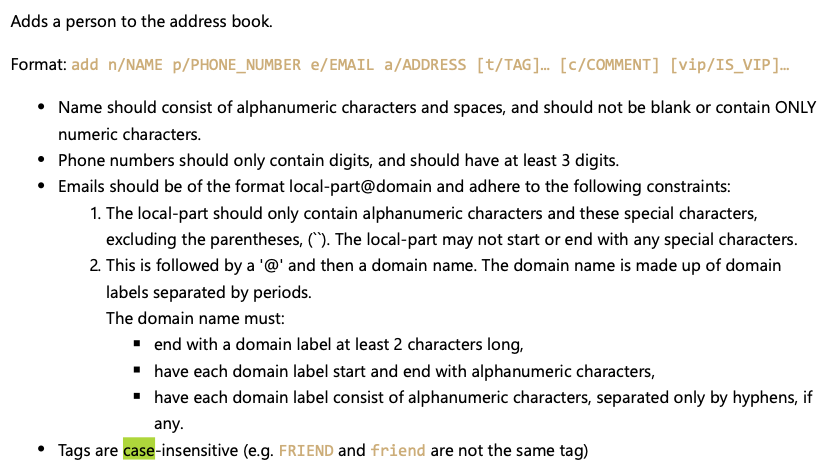 Adds a person to the address book.
Format: add n/NAME p/PHONE_NUMBER e/EMAIL a/ADDRESS [t/TAG]… [c/COMMENT] [vip/IS_VIP]…
• Name should consist of alphanumeric characters and spaces, and should not be blank or contain ONLY
numeric characters.
• Phone numbers should only contain digits, and should have at least 3 digits.
• Emails should be of the format local-part@domain and adhere to the following constraints:
1. The local-part should only contain alphanumeric characters and these special characters,
excluding the parentheses, (``). The local-part may not start or end with any special characters.
2. This is followed by a '@' and then a domain name. The domain name is made up of domain
labels separated by periods.
The domain name must:
▪ end with a domain label at least 2 characters long,
▪ have each domain label start and end with alphanumeric characters,
▪ have each domain label consist of alphanumeric characters, separated only by hyphens, if
any.
• Tags are case-insensitive (e.g. FRIEND and friend are not the same tag)